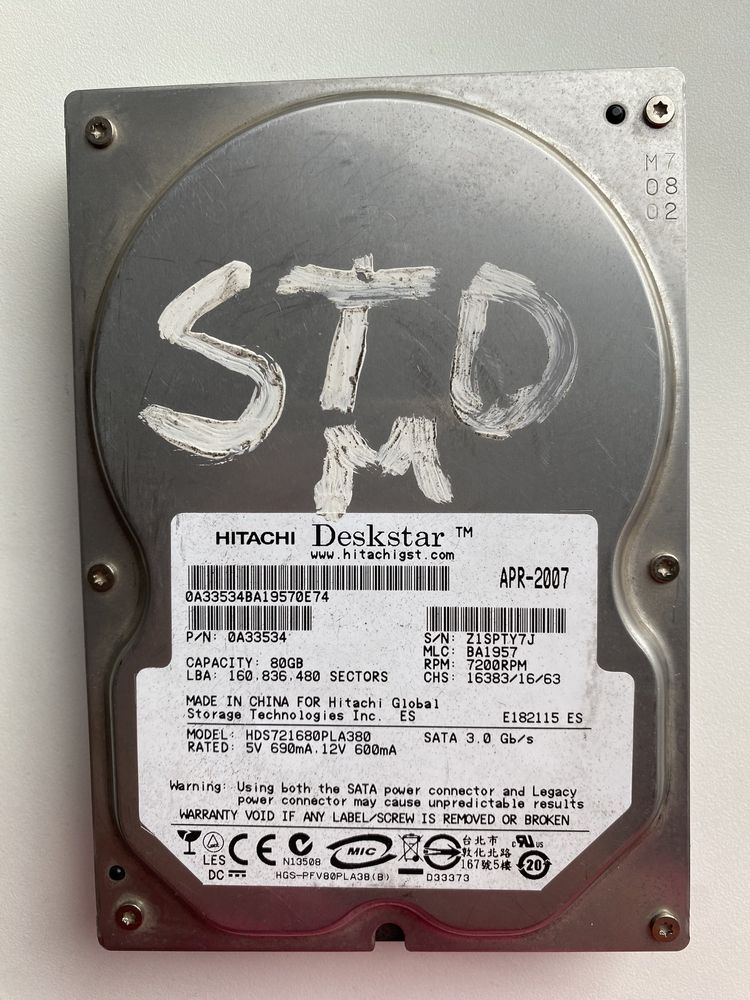 M7
08
02
STD
M
HITACHI Deskstar™
www.hitachigst.com
APR-2007
0A33534BA19570E74
P/N: 0A33534
S/N: Z1SPTY7J
MLC: BA1957
CAPACITY: 80GB
RPM: 7200RPM
LBA: 160,836,480 SECTORS
CHS: 16383/16/63
MADE IN CHINA FOR Hitachi Global
Storage Technologies Inc. ES
E182115 ES
MODEL: HDS721680PLA380
SATA 3.0 Gb/s
RATED: 5V 690mA,12V 600mA
Warning: Using both the SATA power connector and Legacy
power connector may cause unpredictable results
WARRANTY VOID IF ANY LABEL/SCREW IS REMOVED OR BROKEN
LES
CE
N13508
MIC
台北市
敦化北路
167號5樓
c UL us
20
DC
HGS-PFV80PLA38(B)
D33373